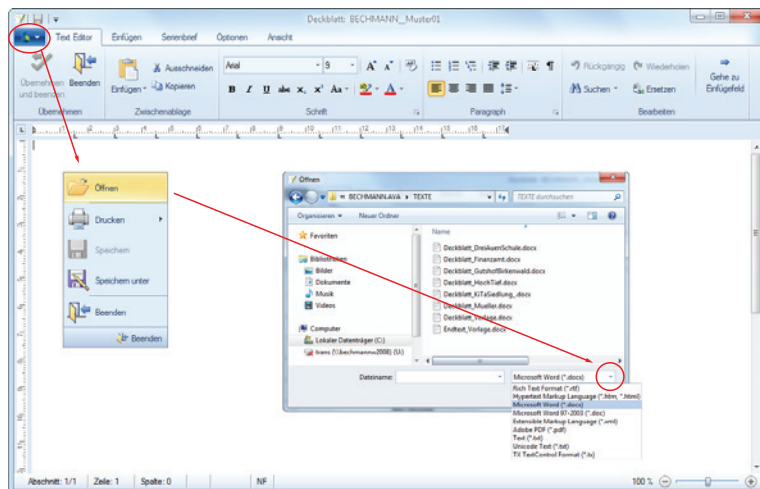 Deckblatt: BECHMANN_Muster01
Text Editor Einfügen Serienbrief Optionen Ansicht
Übernehmen und beenden
Beenden
Einfügen
Ausschneiden
Kopieren
Arial 9
Rückgängig Wiederholen
Suchen Ersetzen
Gehe zu Einfügefeld
Übernehmen Zwischenablage Schrift Paragraph Bearbeiten
Öffnen
Drucken
Speichern
Speichern unter
Beenden
Beenden
Öffnen
BECHMANN.AVA TEXTE
TEXTE durchsuchen
Organisieren Neuer Ordner
Favoriten
Bibliotheken
Bilder
Dokumente
Musik
Videos
Computer
Lokaler Datenträger (C:)
trans (\\bechmannw2008) (U:)
Name
Deckblatt_DreiAuenSchule.docx
Deckblatt_Finanzamt.docx
Deckblatt_GutshofBirkenwald.docx
Deckblatt_HochTief.docx
Deckblatt_KiTaSiedlung_.docx
Deckblatt_Mueller.docx
Deckblatt_Vorlage.docx
Endtext_Vorlage.docx
Dateiname:
Microsoft Word (*.docx)
Rich Text Format (*.rtf)
Hypertext Markup Language (*.htm, *.html)
Microsoft Word (*.docx)
Microsoft Word 97-2003 (*.doc)
Extensible Markup Language (*.xml)
Adobe PDF (*.pdf)
Text (*.txt)
Unicode Text (*.txt)
TX TextControl Format (*.tx)
Abschnitt: 1/1 Zeile: 1 Spalte: 0 NF 100 %